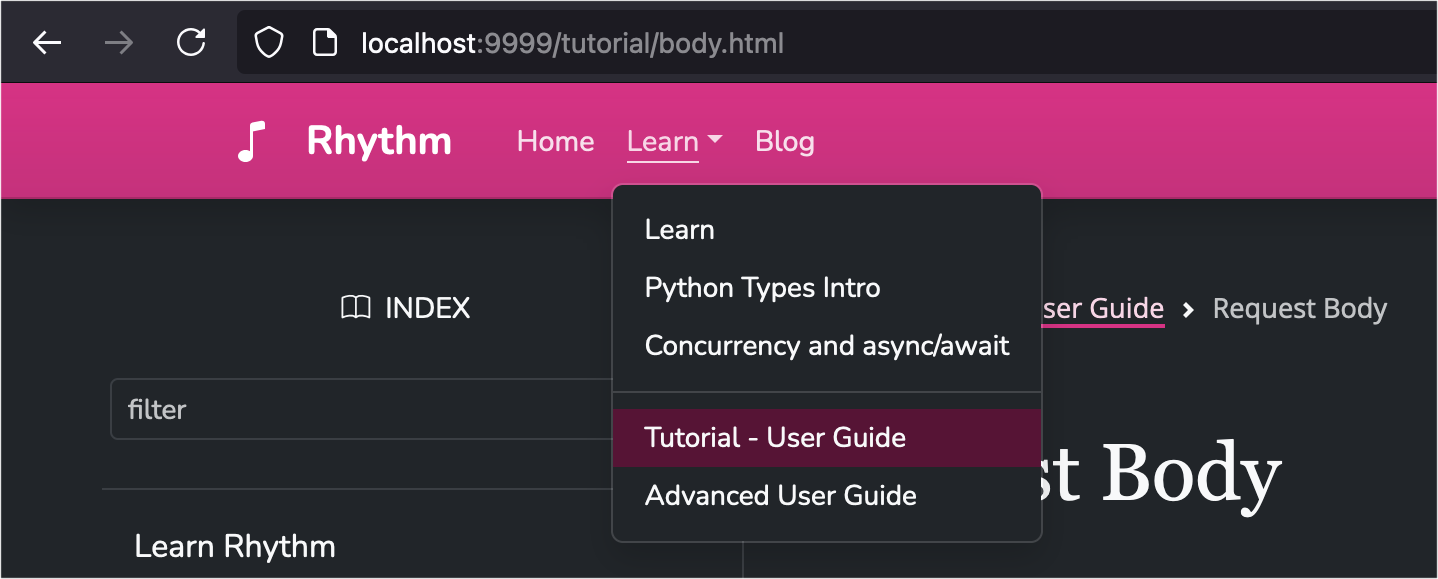 localhost:9999/tutorial/body.html
Rhythm Home Learn Blog
Learn
Python Types Intro
Concurrency and async/await
Tutorial - User Guide
Advanced User Guide
INDEX
filter
Learn Rhythm
ser Guide > Request Body
st Body